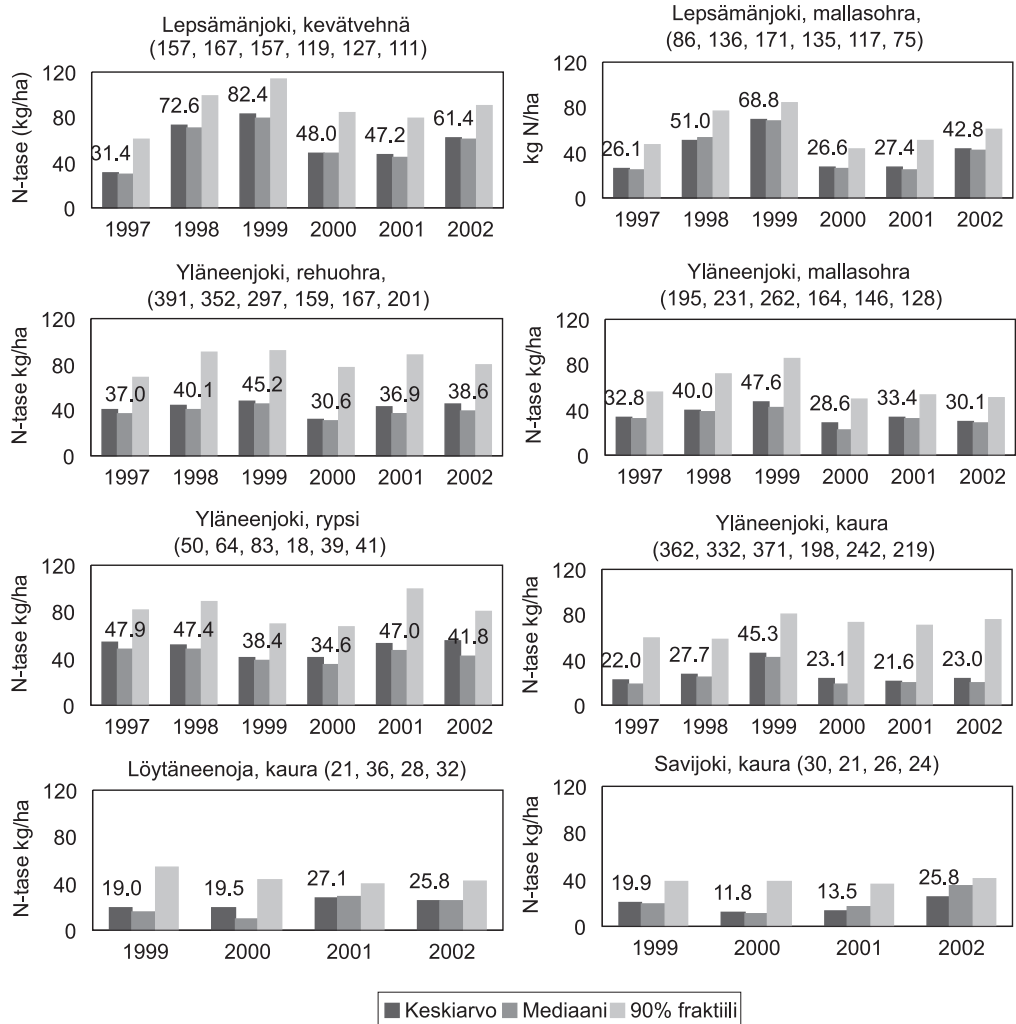 Lepsämänjoki, kevätvehnä
(157, 167, 157, 119, 127, 111)
N-tase (kg/ha)
120
80
40
0
31.4
72.6
82.4
48.0
47.2
61.4
1997 1998 1999 2000 2001 2002
Lepsämänjoki, mallasohra,
(86, 136, 171, 135, 117, 75)
kg N/ha
120
80
40
0
26.1
51.0
68.8
26.6
27.4
42.8
1997 1998 1999 2000 2001 2002
Yläneenjoki, rehuohra,
(391, 352, 297, 159, 167, 201)
N-tase kg/ha
120
80
40
0
37.0
40.1
45.2
30.6
36.9
38.6
1997 1998 1999 2000 2001 2002
Yläneenjoki, mallasohra
(195, 231, 262, 164, 146, 128)
N-tase kg/ha
120
80
40
0
32.8
40.0
47.6
28.6
33.4
30.1
1997 1998 1999 2000 2001 2002
Yläneenjoki, rypsi
(50, 64, 83, 18, 39, 41)
N-tase kg/ha
120
80
40
0
47.9
47.4
38.4
34.6
47.0
41.8
1997 1998 1999 2000 2001 2002
Yläneenjoki, kaura
(362, 332, 371, 198, 242, 219)
N-tase kg/ha
120
80
40
0
22.0
27.7
45.3
23.1
21.6
23.0
1997 1998 1999 2000 2001 2002
Löytäneenoja, kaura (21, 36, 28, 32)
N-tase kg/ha
120
80
40
0
19.0
19.5
27.1
25.8
1999 2000 2001 2002
Savijoki, kaura (30, 21, 26, 24)
N-tase kg/ha
120
80
40
0
19.9
11.8
13.5
25.8
1999 2000 2001 2002
Keskiarvo Mediaani 90% fraktiili